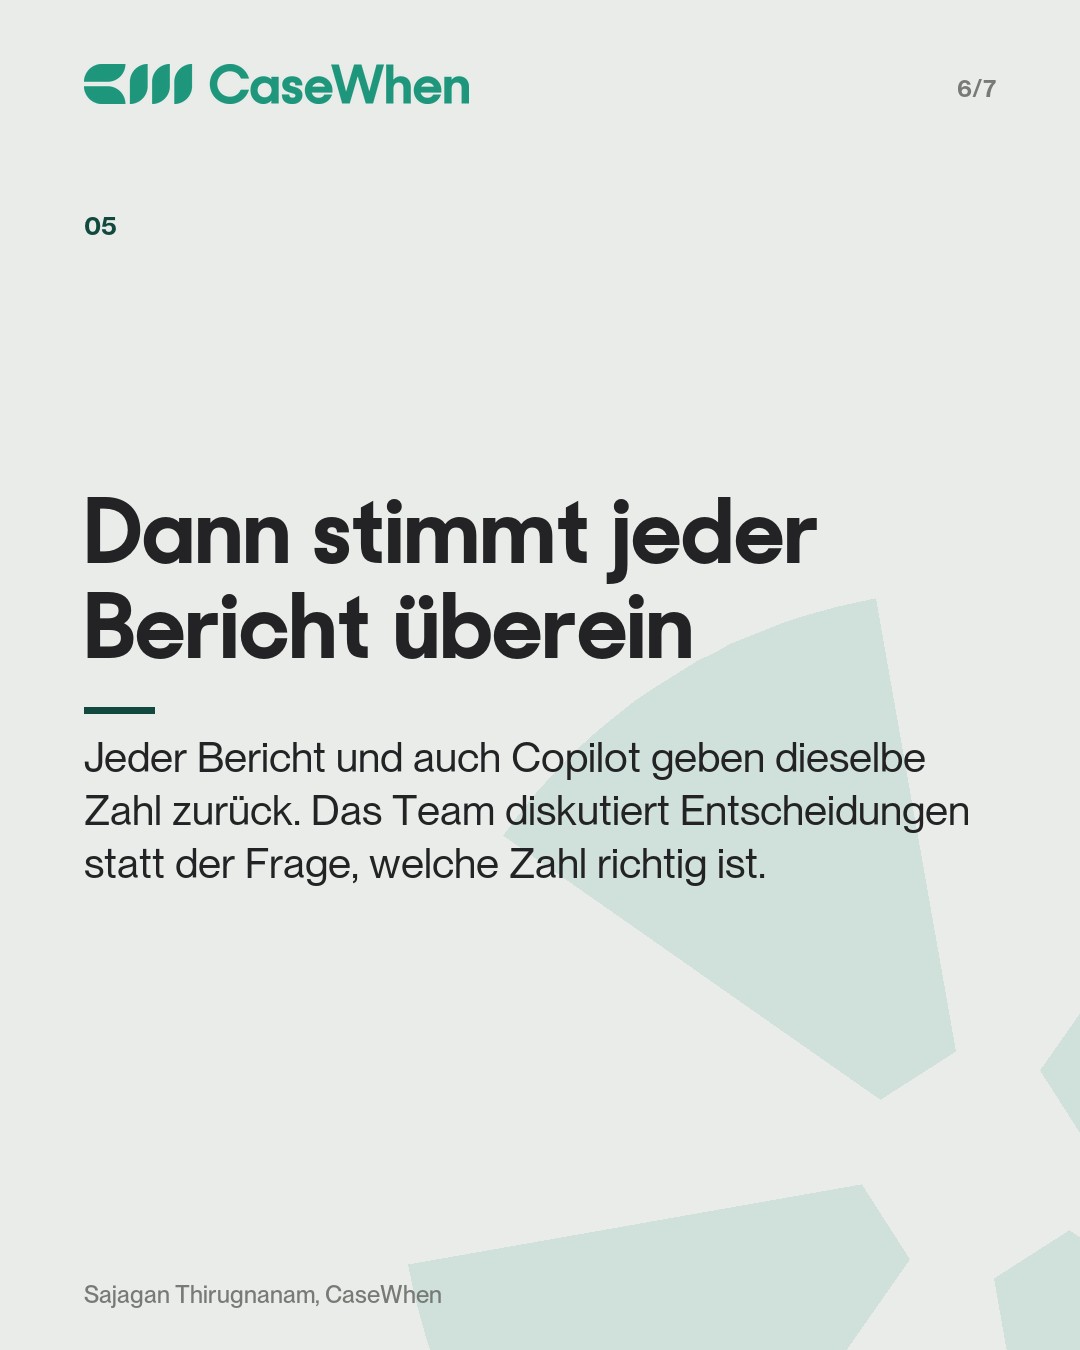 CaseWhen
6/7
05
Dann stimmt jeder
Bericht überein
Jeder Bericht und auch Copilot geben dieselbe
Zahl zurück. Das Team diskutiert Entscheidungen
statt der Frage, welche Zahl richtig ist.
Sajagan Thirugnanam, CaseWhen